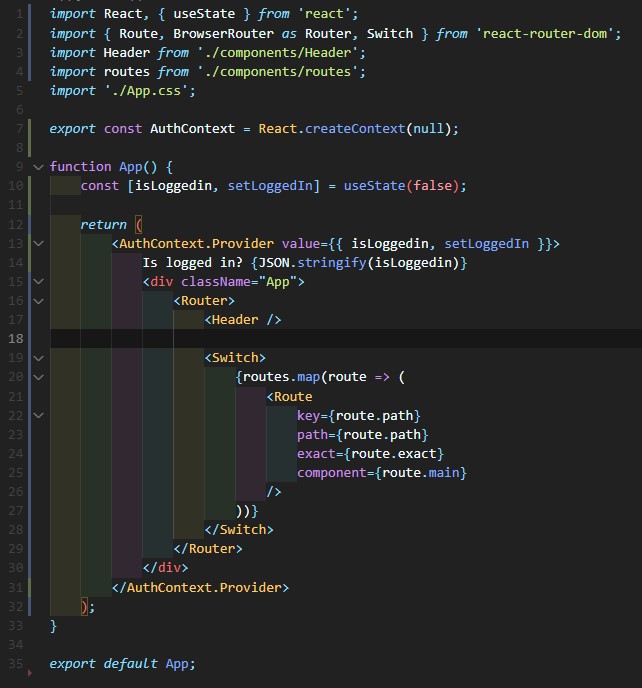 1 import React, { useState } from 'react';
2 import { Route, BrowserRouter as Router, Switch } from 'react-router-dom';
3 import Header from './components/Header';
4 import routes from './components/routes';
5 import './App.css';
6
7 export const AuthContext = React.createContext(null);
8
9 function App() {
10     const [isLoggedin, setLoggedIn] = useState(false);
11
12     return (
13         <AuthContext.Provider value={{ isLoggedin, setLoggedIn }}>
14             Is logged in? {JSON.stringify(isLoggedin)}
15             <div className="App">
16                 <Router>
17                     <Header />
18
19                     <Switch>
20                         {routes.map(route => (
21                             <Route
22                                 key={route.path}
23                                 path={route.path}
24                                 exact={route.exact}
25                                 component={route.main}
26                             />
27                         ))}
28                     </Switch>
29                 </Router>
30             </div>
31         </AuthContext.Provider>
32     );
33 }
34
35 export default App;